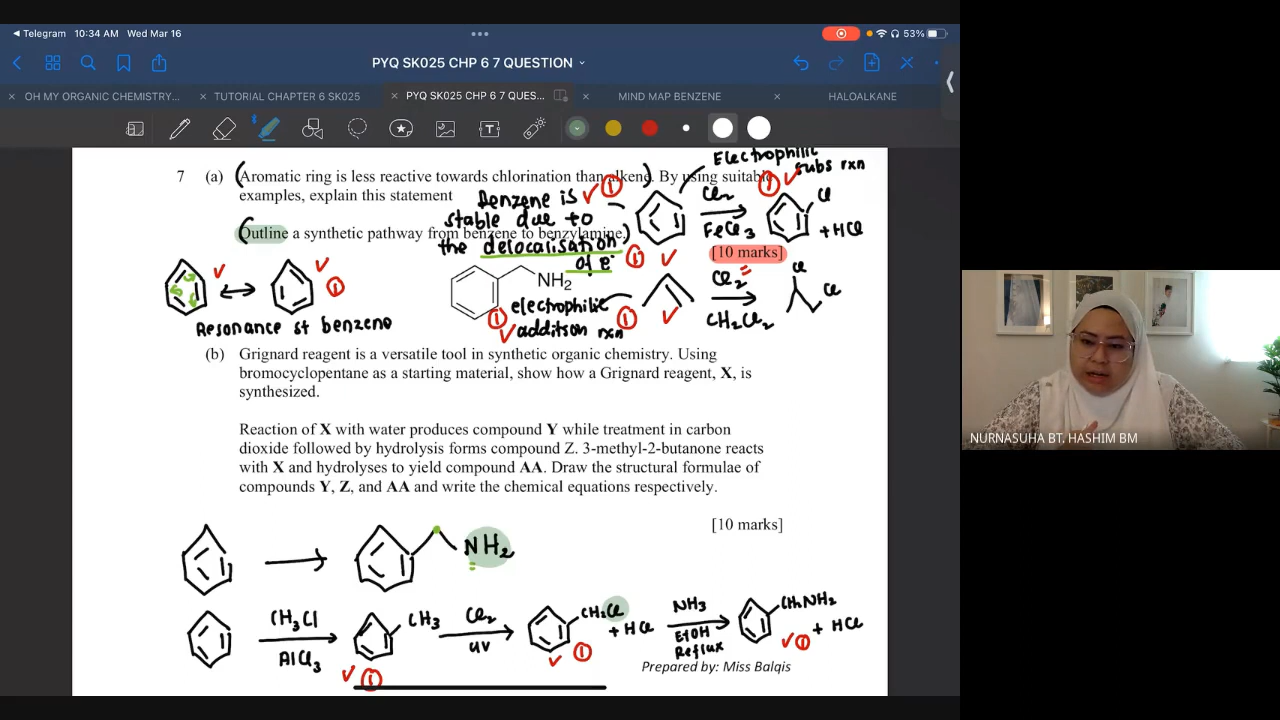 Telegram 10:34 AM Wed Mar 16
53%
PYQ SK025 CHP 6 7 QUESTION
OH MY ORGANIC CHEMISTRY...
TUTORIAL CHAPTER 6 SK025
PYQ SK025 CHP 6 7 QUES...
MIND MAP BENZENE
HALOALKANE
7 (a) (Aromatic ring is less reactive towards chlorination than alkene). By using suitable
examples, explain this statement
Electrophilic
subs rxn
Benzene is
stable due to
the delocalisation
of e-
Cl2
FeCl3
Cl
+ HCl
(Outline a synthetic pathway from benzene to benzylamine.)
[10 marks]
NH2
Resonance st benzene
electrophilic
addition rxn
Cl2
CH2Cl2
Cl
Cl
(b) Grignard reagent is a versatile tool in synthetic organic chemistry. Using
bromocyclopentane as a starting material, show how a Grignard reagent, X, is
synthesized.
Reaction of X with water produces compound Y while treatment in carbon
dioxide followed by hydrolysis forms compound Z. 3-methyl-2-butanone reacts
with X and hydrolyses to yield compound AA. Draw the structural formulae of
compounds Y, Z, and AA and write the chemical equations respectively.
[10 marks]
NH2
CH3Cl
AlCl3
CH3
Cl2
uv
CH2Cl
+ HCl
NH3
EtOH
Reflux
CH2NH2
+ HCl
Prepared by: Miss Balqis
NURNASUHA BT. HASHIM BM